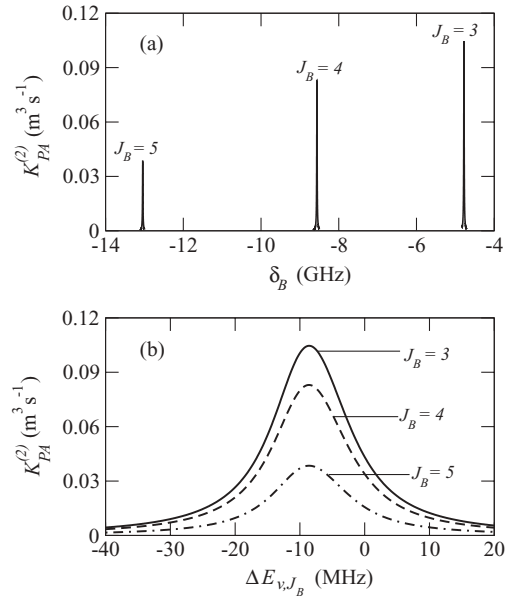 (a)
K_PA^(2) (m^3 s^-1)
0.12
0.09
0.06
0.03
0
J_B = 5
J_B = 4
J_B = 3
-14 -12 -10 -8 -6 -4
δ_B (GHz)
(b)
K_PA^(2) (m^3 s^-1)
0.12
0.09
0.06
0.03
0
J_B = 3
J_B = 4
J_B = 5
-40 -30 -20 -10 0 10 20
ΔE_v,J_B (MHz)